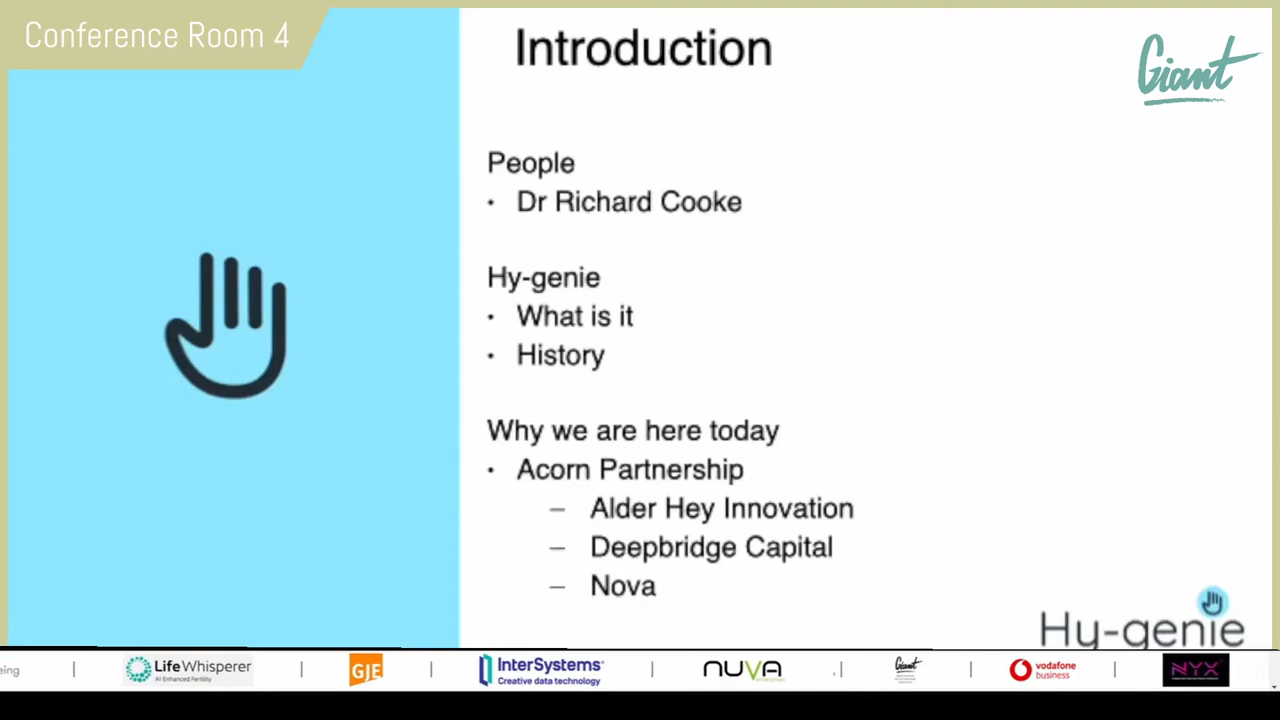 Conference Room 4
Introduction
Giant
People
• Dr Richard Cooke
Hy-genie
• What is it
• History
Why we are here today
• Acorn Partnership
– Alder Hey Innovation
– Deepbridge Capital
– Nova
Hy-genie
eing | Life Whisperer | GJE | InterSystems | NUVA | Giant | vodafone | NYX
AI Enhanced Fertility
Creative data technology
business